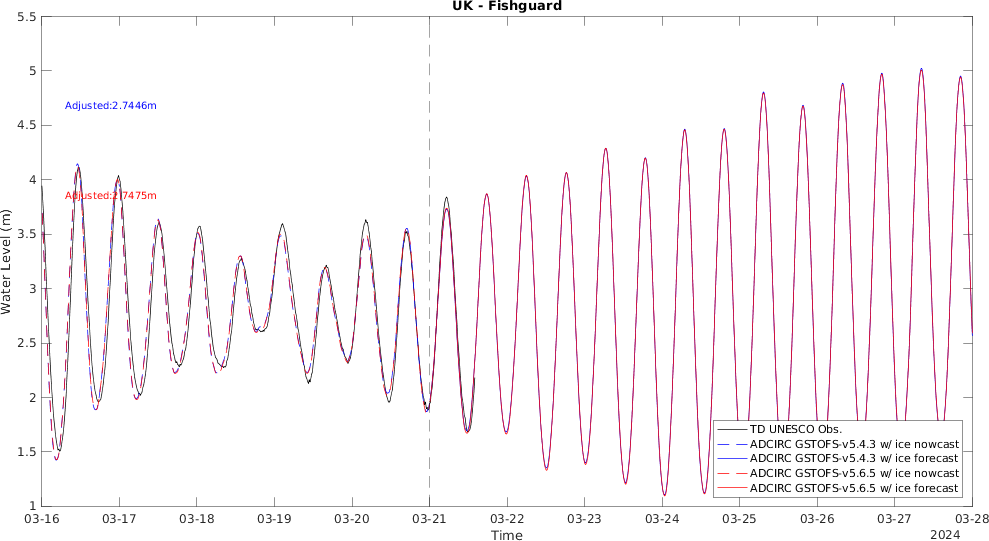 UK - Fishguard
5.5
5
4.5
4
3.5
3
2.5
2
1.5
1
Water Level (m)
Adjusted:2.7446m
Adjusted:2.7475m
TD UNESCO Obs.
ADCIRC GSTOFS-v5.4.3 w/ ice nowcast
ADCIRC GSTOFS-v5.4.3 w/ ice forecast
ADCIRC GSTOFS-v5.6.5 w/ ice nowcast
ADCIRC GSTOFS-v5.6.5 w/ ice forecast
03-16 03-17 03-18 03-19 03-20 03-21 03-22 03-23 03-24 03-25 03-26 03-27 03-28
Time
2024